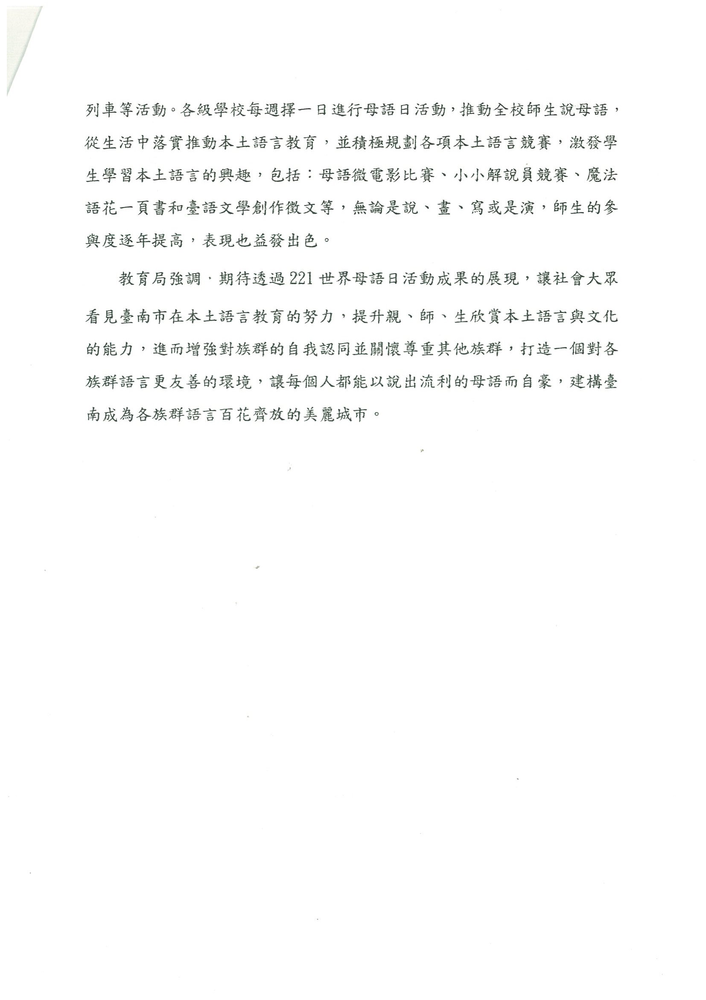 列車等活動。各級學校每週擇一日進行母語日活動，推動全校師生說母語，
從生活中落實推動本土語言教育，並積極規劃各項本土語言競賽，激發學
生學習本土語言的興趣，包括：母語微電影比賽、小小解說員競賽、魔法
語花一頁書和臺語文學創作徵文等，無論是說、畫、寫或是演，師生的參
與度逐年提高，表現也益發出色。
教育局強調，期待透過 221 世界母語日活動成果的展現，讓社會大眾
看見臺南市在本土語言教育的努力，提升親、師、生欣賞本土語言與文化
的能力，進而增強對族群的自我認同並關懷尊重其他族群，打造一個對各
族群語言更友善的環境，讓每個人都能以說出流利的母語而自豪，建構臺
南成為各族群語言百花齊放的美麗城市。